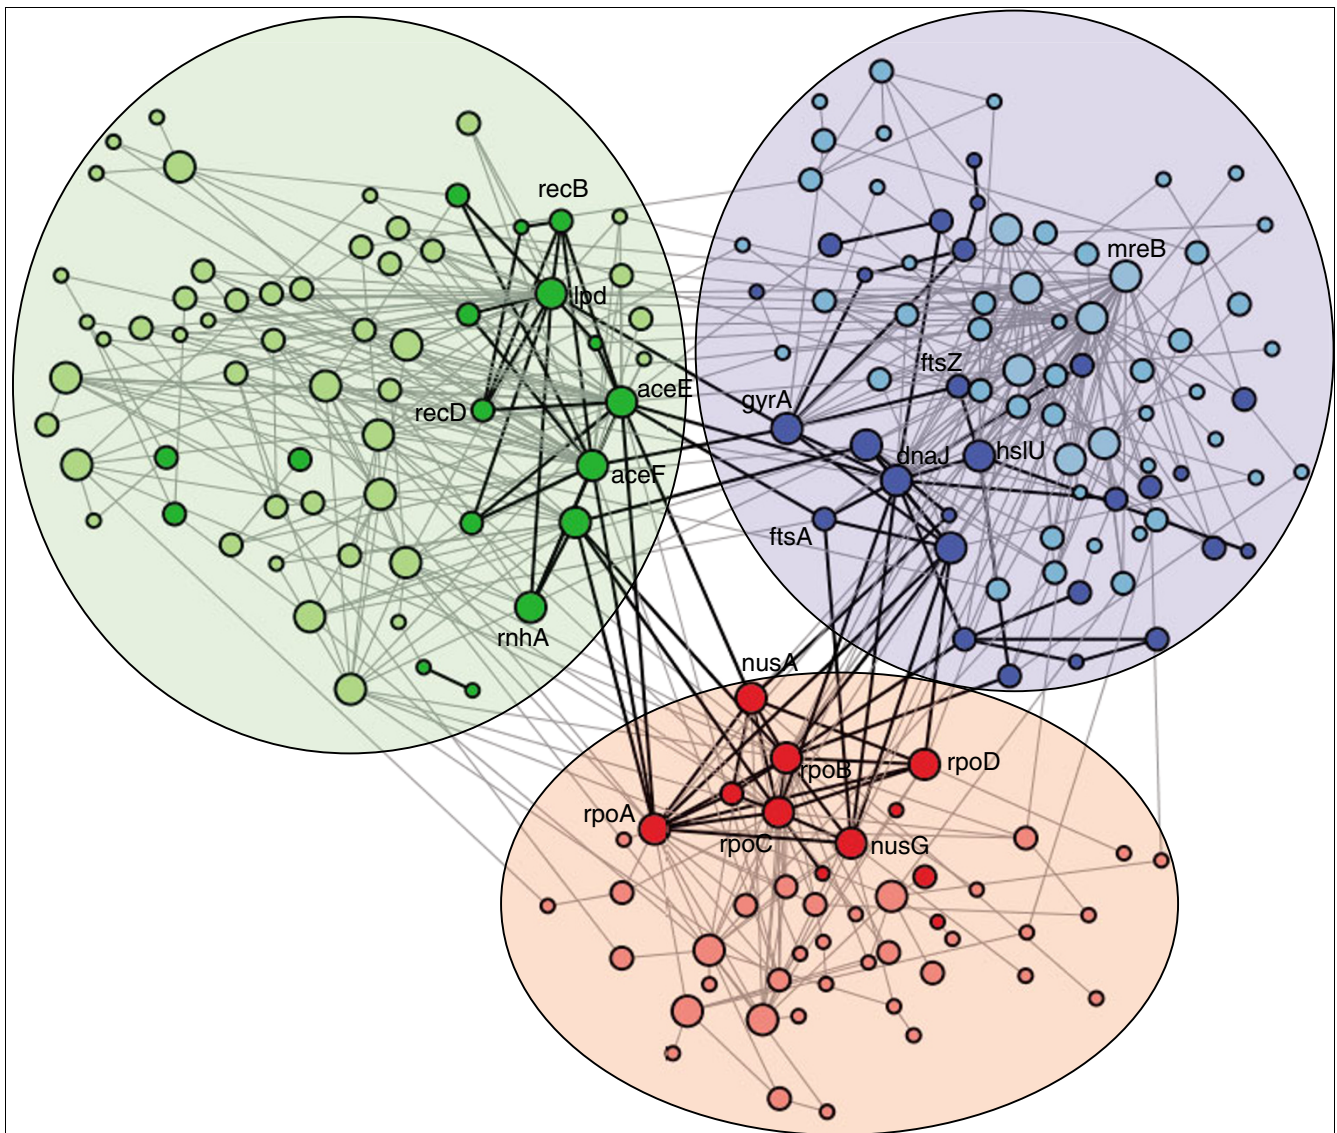 recB
mreB
lpd
ftsZ
aceE
gyrA
recD
hslU
dnaJ
aceF
ftsA
rnhA
nusA
rpoD
rpoB
rpoA
rpoC
nusG